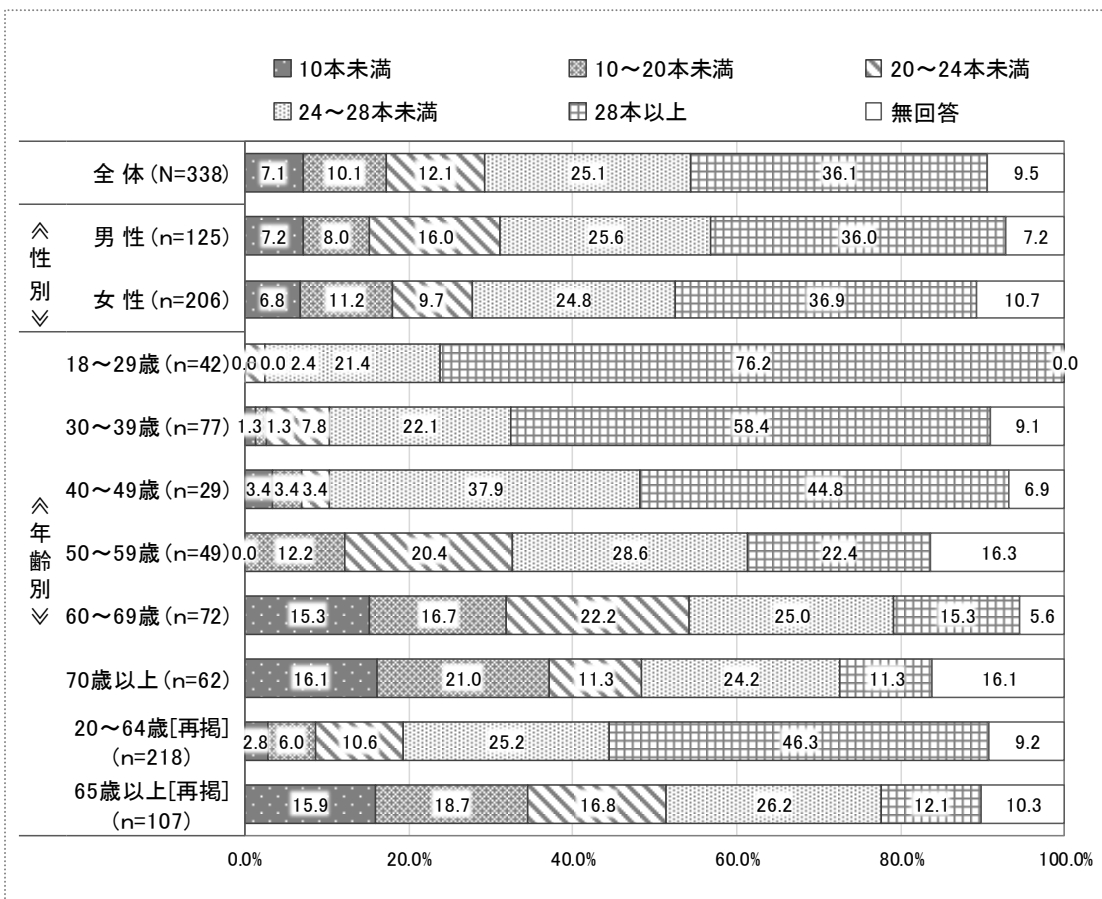 10本未満 10～20本未満 20～24本未満
24～28本未満 28本以上 無回答
全 体 (N=338) 7.1 10.1 12.1 25.1 36.1 9.5
≪性別≫
男 性 (n=125) 7.2 8.0 16.0 25.6 36.0 7.2
女 性 (n=206) 6.8 11.2 9.7 24.8 36.9 10.7
≪年齢別≫
18～29歳 (n=42) 0.0 0.0 2.4 21.4 76.2 0.0
30～39歳 (n=77) 1.3 1.3 7.8 22.1 58.4 9.1
40～49歳 (n=29) 3.4 3.4 3.4 37.9 44.8 6.9
50～59歳 (n=49) 0.0 12.2 20.4 28.6 22.4 16.3
60～69歳 (n=72) 15.3 16.7 22.2 25.0 15.3 5.6
70歳以上 (n=62) 16.1 21.0 11.3 24.2 11.3 16.1
20～64歳[再掲]
(n=218) 2.8 6.0 10.6 25.2 46.3 9.2
65歳以上[再掲]
(n=107) 15.9 18.7 16.8 26.2 12.1 10.3
0.0% 20.0% 40.0% 60.0% 80.0% 100.0%